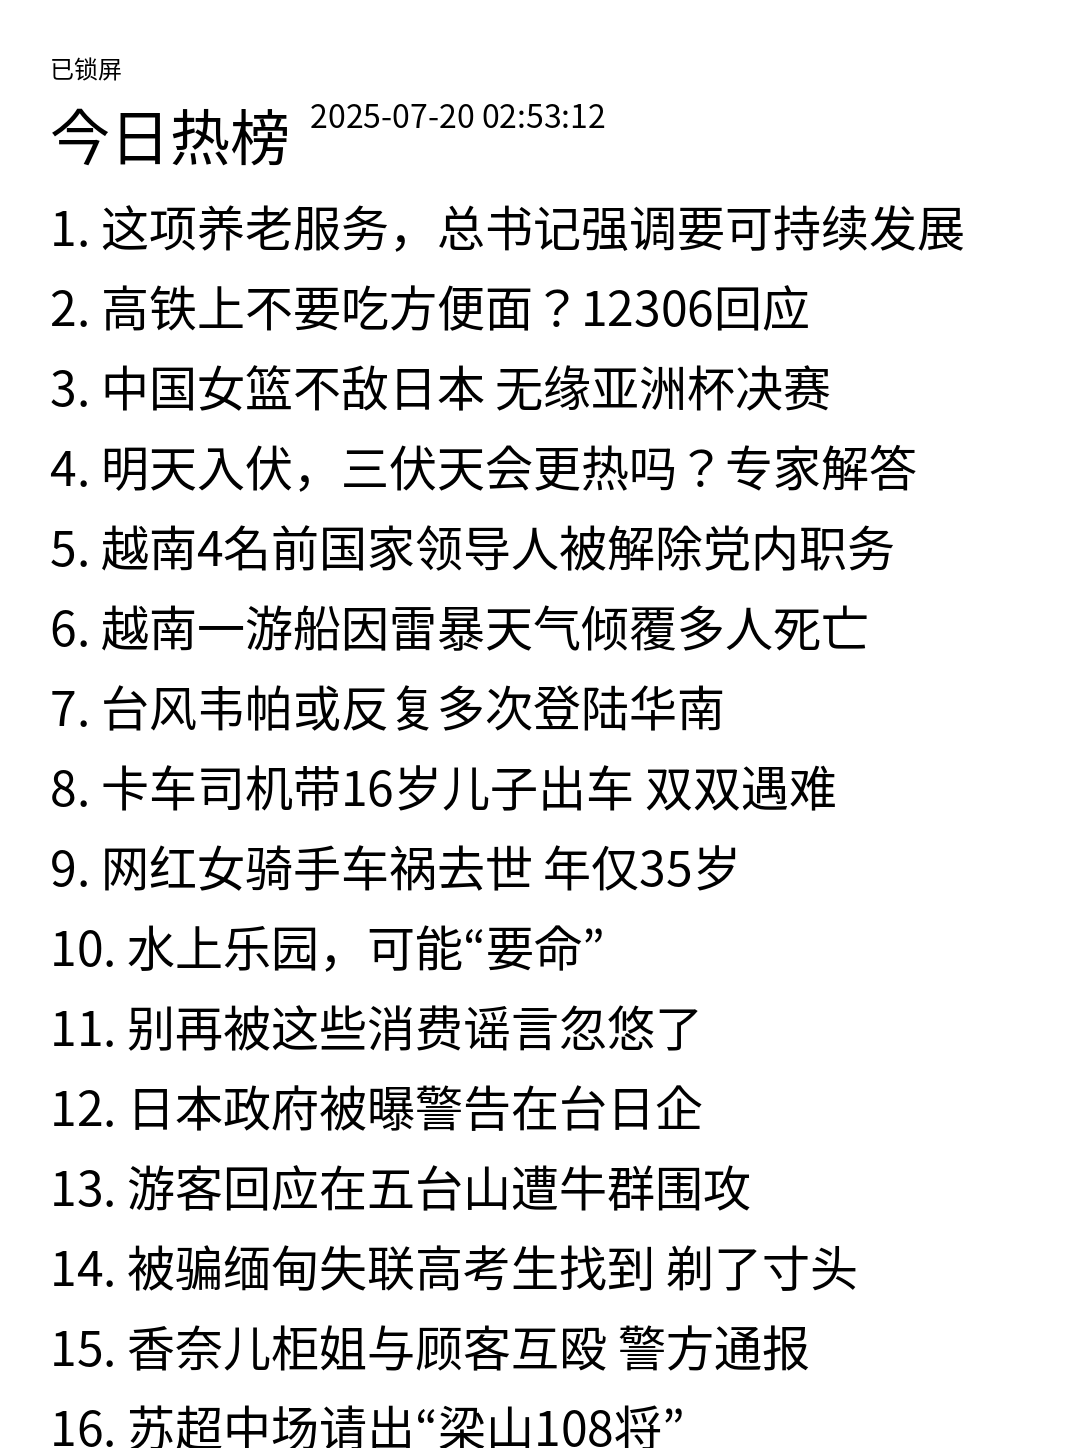 已锁屏
今日热榜 2025-07-20 02:53:12
1. 这项养老服务，总书记强调要可持续发展
2. 高铁上不要吃方便面？12306回应
3. 中国女篮不敌日本 无缘亚洲杯决赛
4. 明天入伏，三伏天会更热吗？专家解答
5. 越南4名前国家领导人被解除党内职务
6. 越南一游船因雷暴天气倾覆多人死亡
7. 台风韦帕或反复多次登陆华南
8. 卡车司机带16岁儿子出车 双双遇难
9. 网红女骑手车祸去世 年仅35岁
10. 水上乐园，可能“要命”
11. 别再被这些消费谣言忽悠了
12. 日本政府被曝警告在台日企
13. 游客回应在五台山遭牛群围攻
14. 被骗缅甸失联高考生找到 剃了寸头
15. 香奈儿柜姐与顾客互殴 警方通报
16. 苏超中场请出“梁山108将”